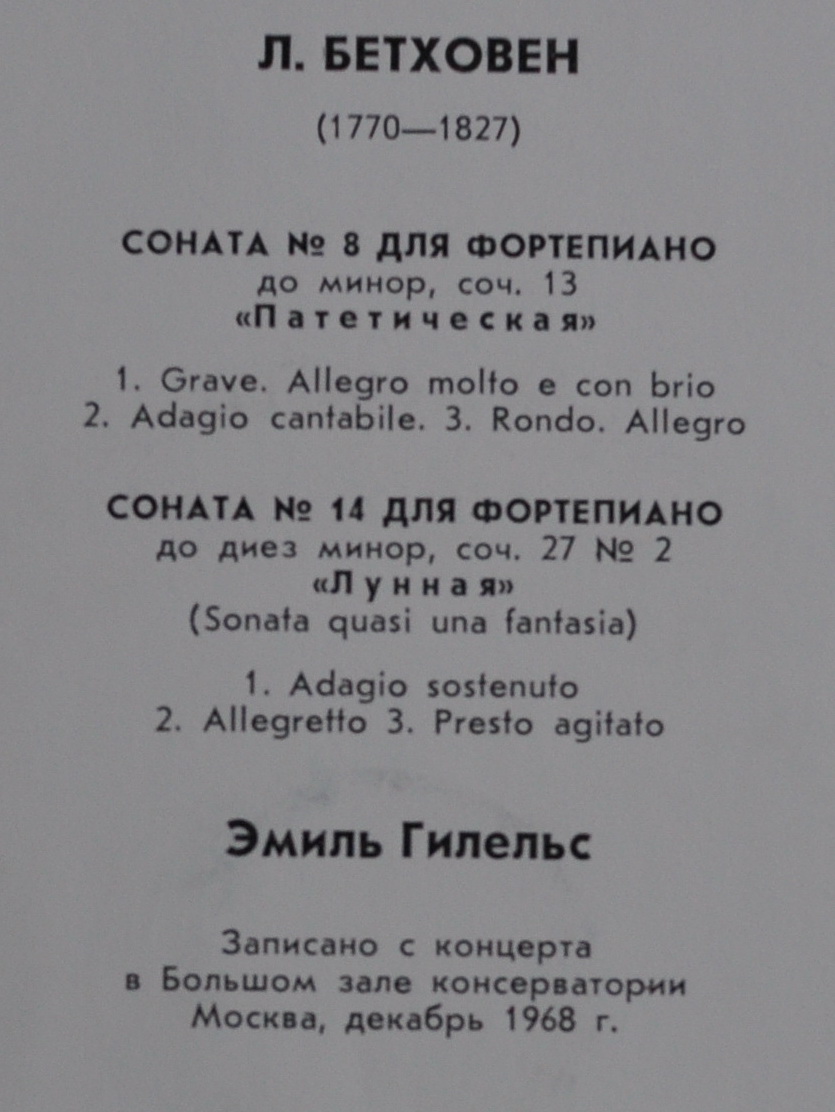 Л. БЕТХОВЕН
(1770—1827)
СОНАТА № 8 ДЛЯ ФОРТЕПИАНО
до минор, соч. 13
«Патетическая»
1. Grave. Allegro molto e con brio
2. Adagio cantabile. 3. Rondo. Allegro
СОНАТА № 14 ДЛЯ ФОРТЕПИАНО
до диез минор, соч. 27 № 2
«Лунная»
(Sonata quasi una fantasia)
1. Adagio sostenuto
2. Allegretto 3. Presto agitato
Эмиль Гилельс
Записано с концерта
в Большом зале консерватории
Москва, декабрь 1968 г.